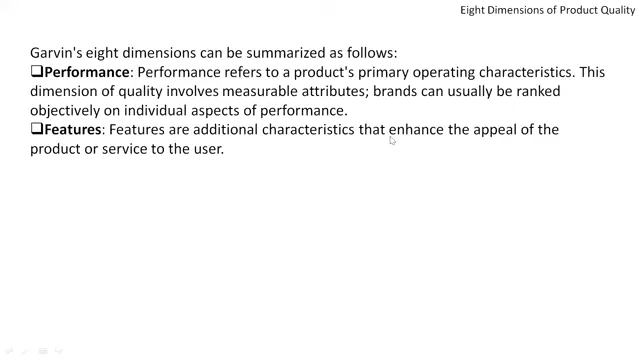 Eight Dimensions of Product Quality
Garvin's eight dimensions can be summarized as follows:
❑Performance: Performance refers to a product's primary operating characteristics. This
dimension of quality involves measurable attributes; brands can usually be ranked
objectively on individual aspects of performance.
❑Features: Features are additional characteristics that enhance the appeal of the
product or service to the user.